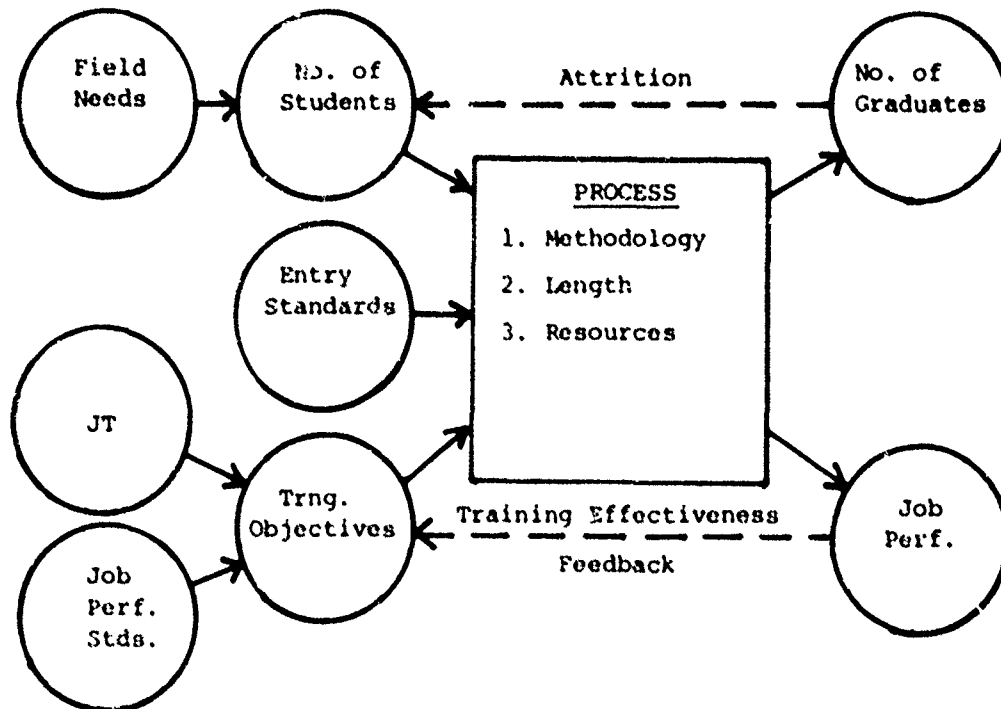 Field
Needs
No. of
Students
Attrition
No. of
Graduates
PROCESS
1. Methodology
2. Length
3. Resources
Entry
Standards
JT
Trng.
Objectives
Training Effectiveness
Feedback
Job
Perf.
Job
Perf.
Stds.